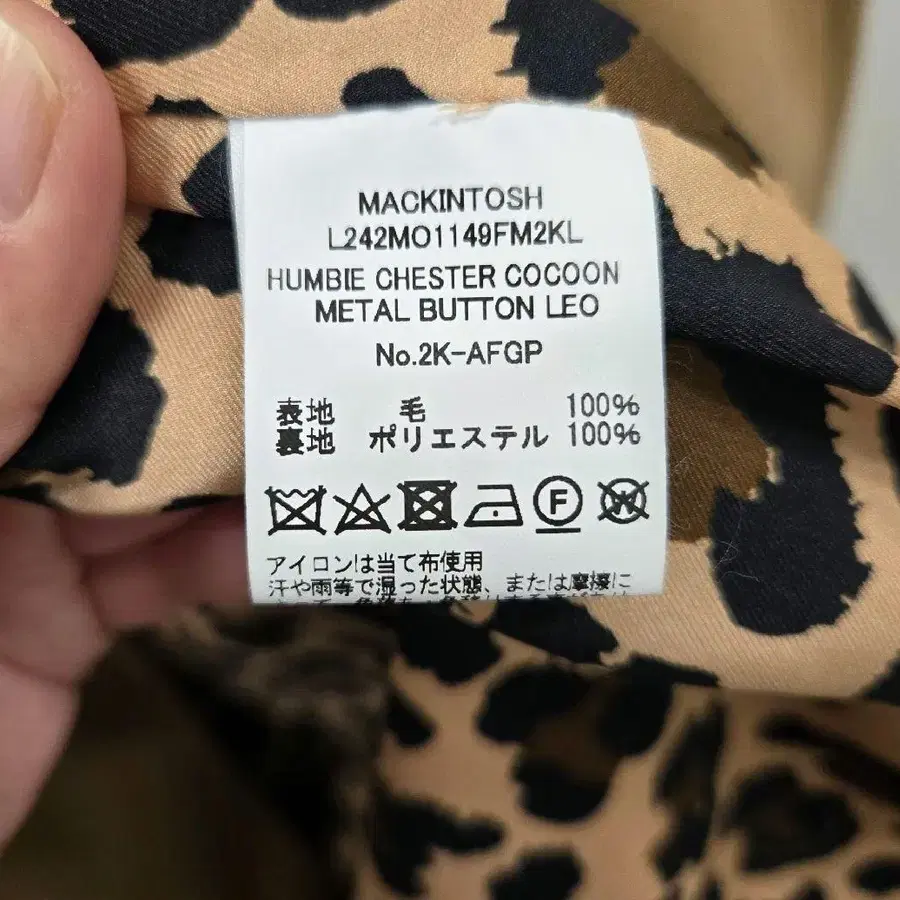 MACKINTOSH
L242MO1149FM2KL
HUMBIE CHESTER COCOON
METAL BUTTON LEO
No.2K-AFGP
表地 毛 100%
裏地 ポリエステル 100%
F W
アイロンは当て布使用
汗や雨等で湿った状態、または摩擦に